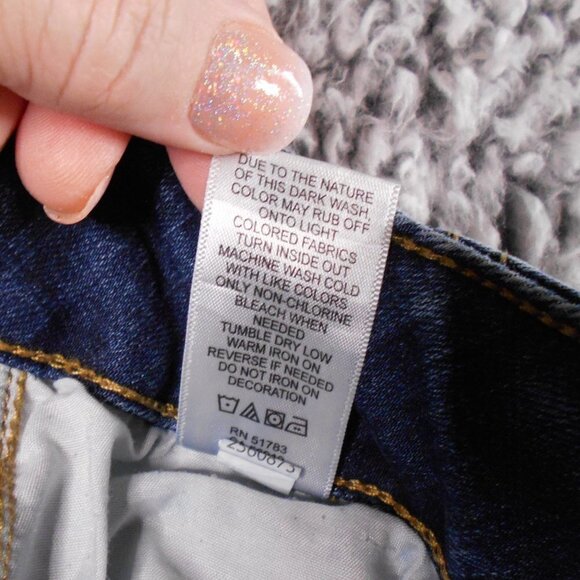 DUE TO THE NATURE
OF THIS DARK WASH,
COLOR MAY RUB OFF
ONTO LIGHT
COLORED FABRICS
TURN INSIDE OUT
MACHINE WASH COLD
WITH LIKE COLORS
ONLY NON-CHLORINE
BLEACH WHEN
NEEDED
TUMBLE DRY LOW
WARM IRON ON
REVERSE IF NEEDED
DO NOT IRON ON
DECORATION
RN 51783
2560873